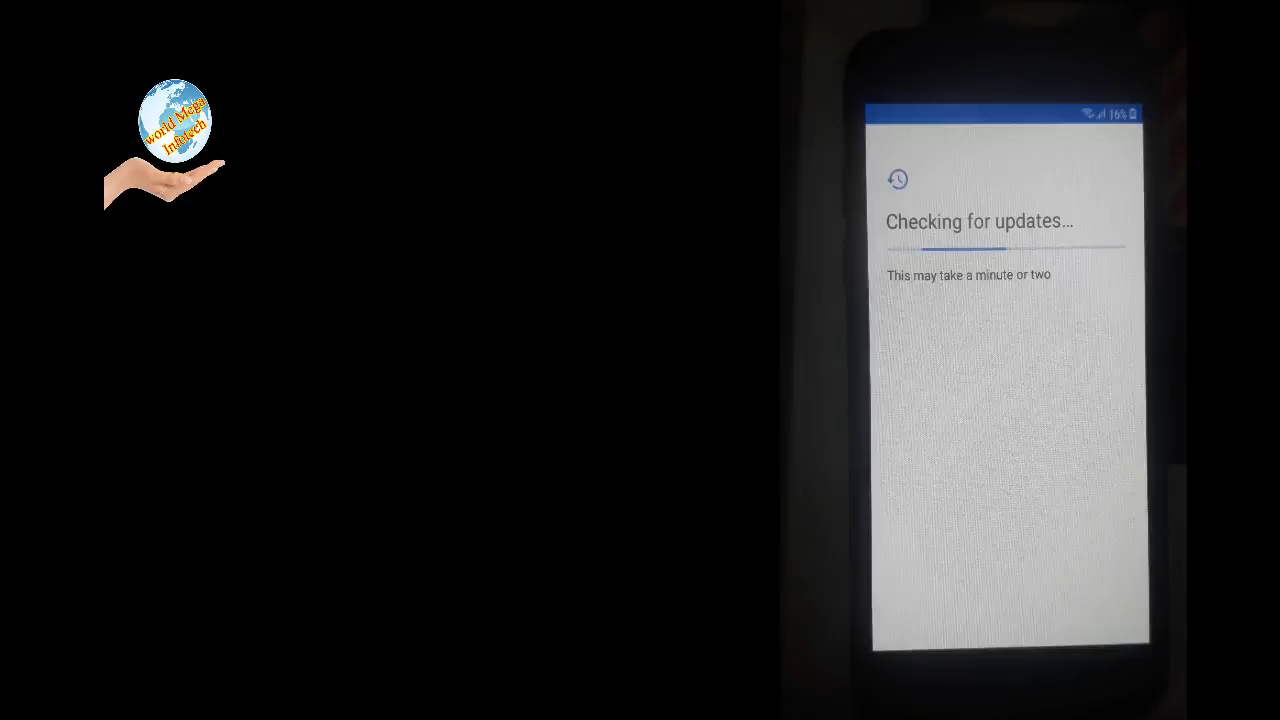 world Mega
Infotech
16%
Checking for updates...
This may take a minute or two